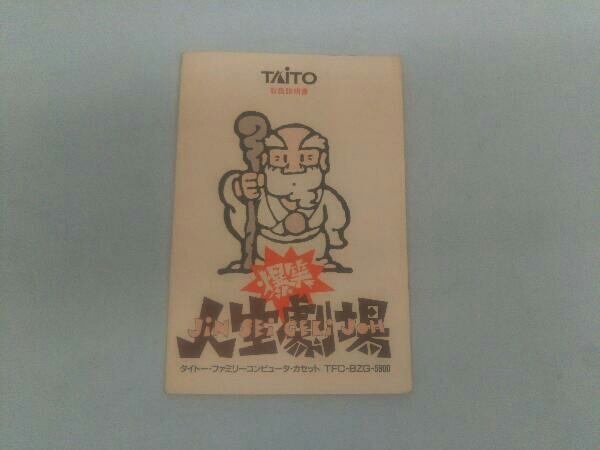 TAITO
取扱説明書
爆笑
人生劇場
JiN SEi GEKi JOH
タイトー・ファミリーコンピュータ・カセット TFC-BZG-5900